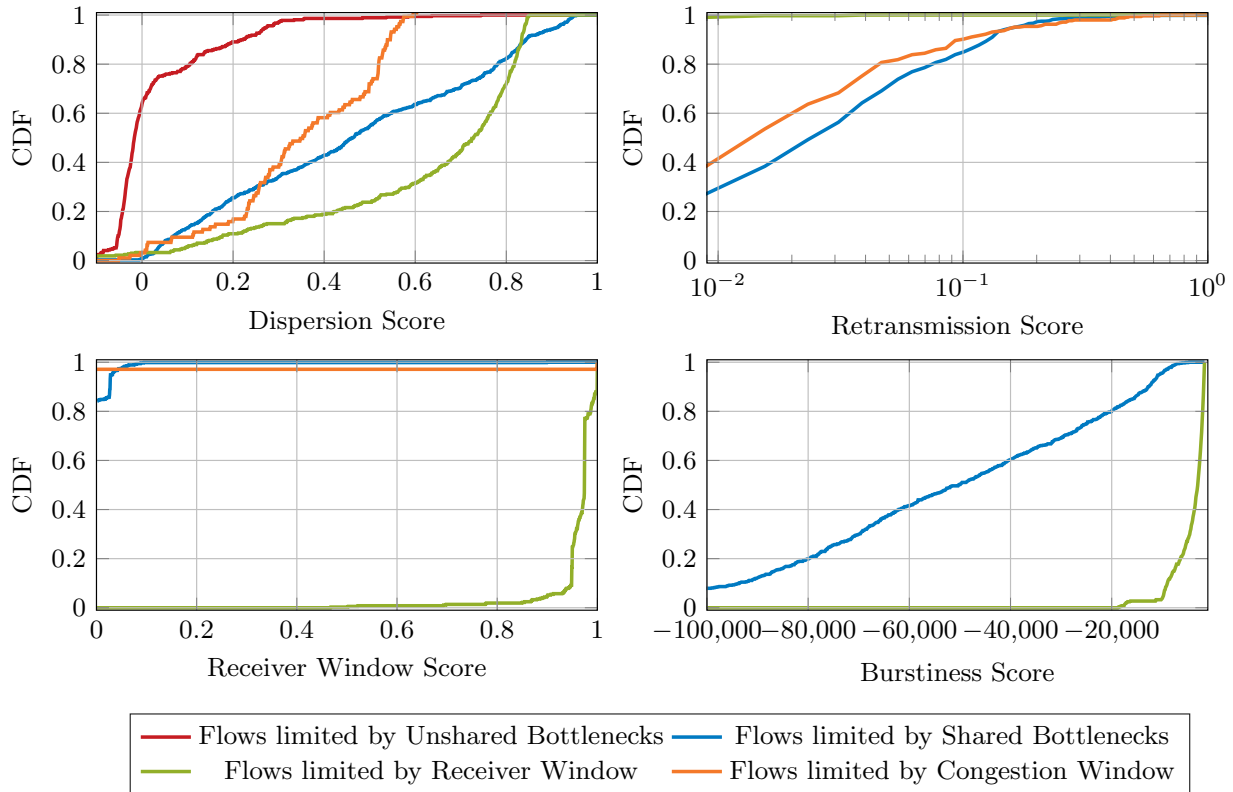 1
0.8
0.6
0.4
0.2
0
CDF
0 0.2 0.4 0.6 0.8 1
Dispersion Score
1
0.8
0.6
0.4
0.2
0
CDF
10⁻² 10⁻¹ 10⁰
Retransmission Score
1
0.8
0.6
0.4
0.2
0
CDF
0 0.2 0.4 0.6 0.8 1
Receiver Window Score
1
0.8
0.6
0.4
0.2
0
CDF
−100,000 −80,000 −60,000 −40,000 −20,000
Burstiness Score
Flows limited by Unshared Bottlenecks Flows limited by Shared Bottlenecks
Flows limited by Receiver Window Flows limited by Congestion Window